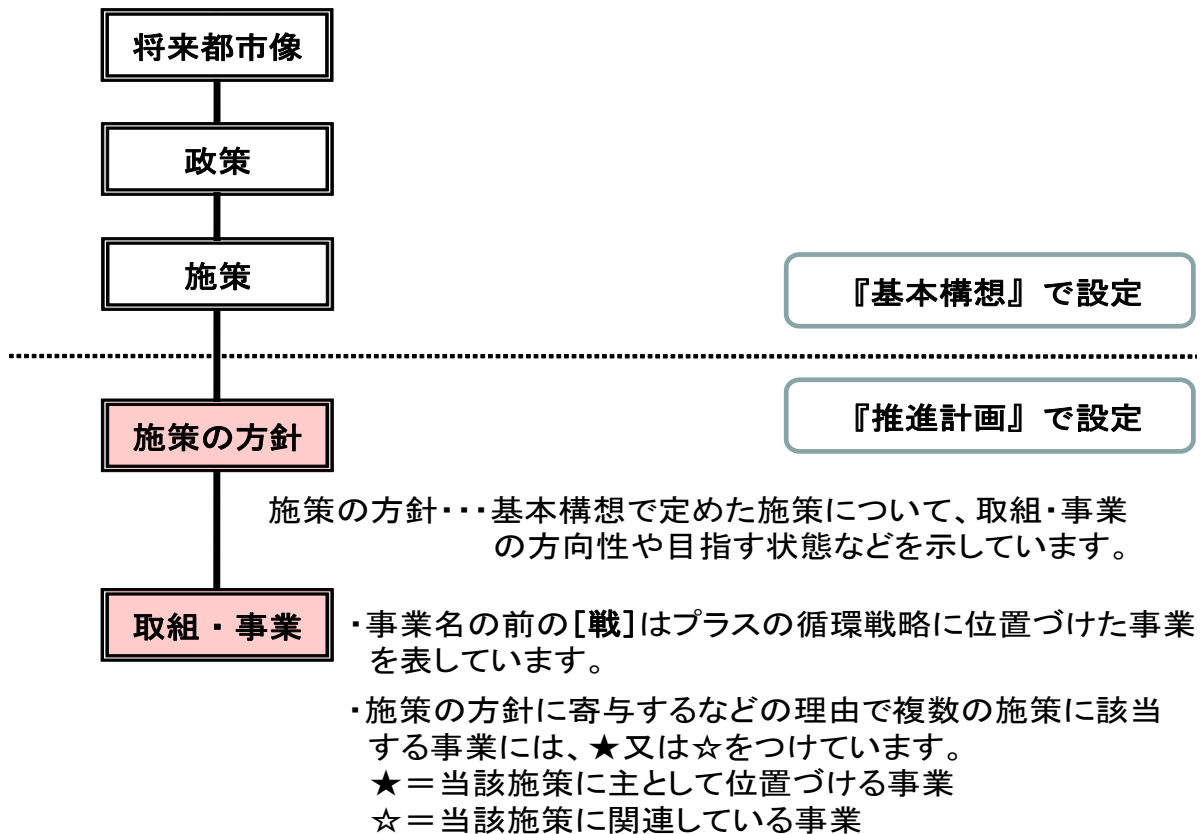 将来都市像
政策
施策
『基本構想』で設定
施策の方針
『推進計画』で設定
施策の方針･･･基本構想で定めた施策について、取組・事業
の方向性や目指す状態などを示しています。
取組・事業
・事業名の前の[戦]はプラスの循環戦略に位置づけた事業
を表しています。
・施策の方針に寄与するなどの理由で複数の施策に該当
する事業には、★又は☆をつけています。
★＝当該施策に主として位置づける事業
☆＝当該施策に関連している事業